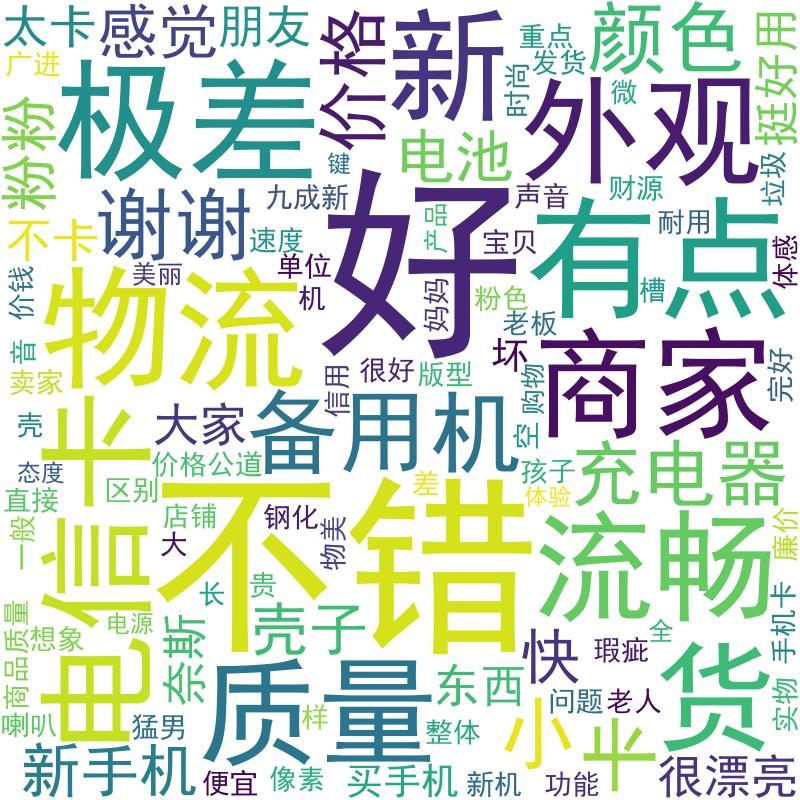 太卡
感觉
朋友
价格
新
重点
颜色
挺好用
广进
极差
发货
时尚
微
外观
粉粉
电池
键
垃圾
谢谢
九成新
好
声音
财源
不卡
速度
产品
宝贝
有点
耐用
体感
价钱
美丽
单位
机
妈妈
粉色
槽
物流
老板
音
卖家
信用
很好
版型
坏
购物
商家
完好
壳
电信卡
大家
备用机
空
态度
价格公道
孩子
充电器
直接
区别
不错
差
体验
一般
店铺
钢化
流畅
廉价
大
物美
长
贵
手机卡
商品质量
想象
电源
奈斯
壳子
快
瑕疵
全
货
喇叭
猛男
质量
样
东西
小
问题
老人
卡
实物
整体
新手机
便宜
像素
买手机
新机
功能
很漂亮